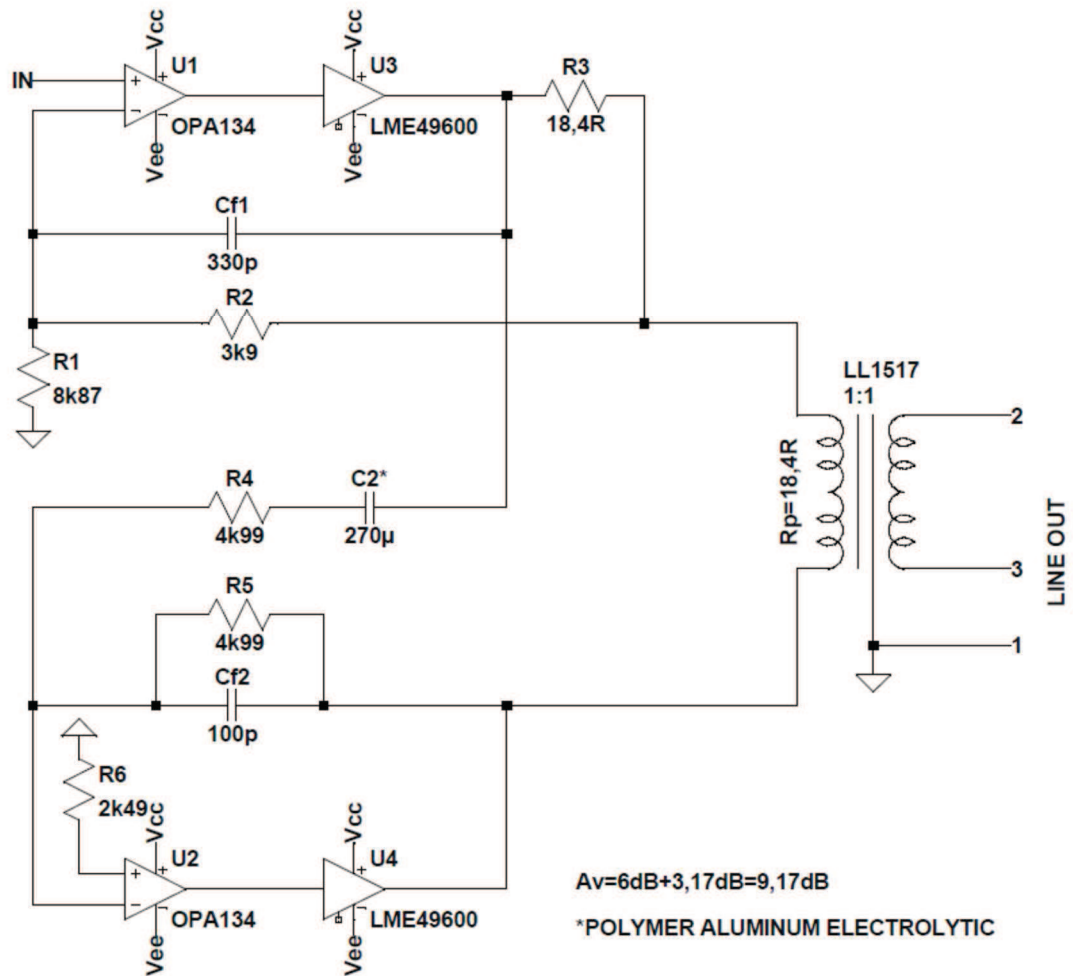 Vcc
Vcc
IN
U1
U3
R3
OPA134
LME49600
18,4R
Vee
Vee
Cf1
330p
R2
3k9
R1
8k87
LL1517
1:1
2
R4
C2*
4k99
270µ
Rp=18,4R
3
LINE OUT
R5
4k99
1
Cf2
100p
R6
2k49
Vcc
Vcc
U2
U4
OPA134
LME49600
Vee
Vee
Av=6dB+3,17dB=9,17dB
*POLYMER ALUMINUM ELECTROLYTIC